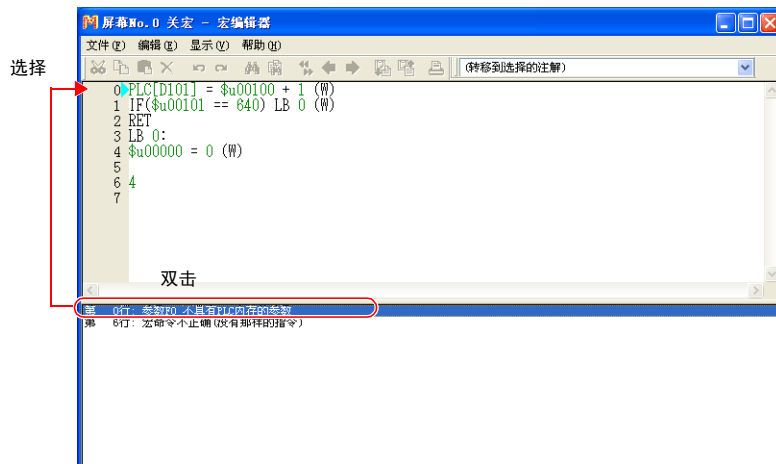 屏幕No.0 关宏 - 宏编辑器
文件(F) 编辑(E) 显示(V) 帮助(H)
选择
(转移到选择的注解)
0 PLC[D101] = $u00100 + 1 (W)
1 IF($u00101 == 640) LB 0 (W)
2 RET
3 LB 0:
4 $u00000 = 0 (W)
5
6 4
7
双击
第 0行: 参数F0 不具有PLC内存的参数
第 6行: 宏命令不正确(没有那样的指令)